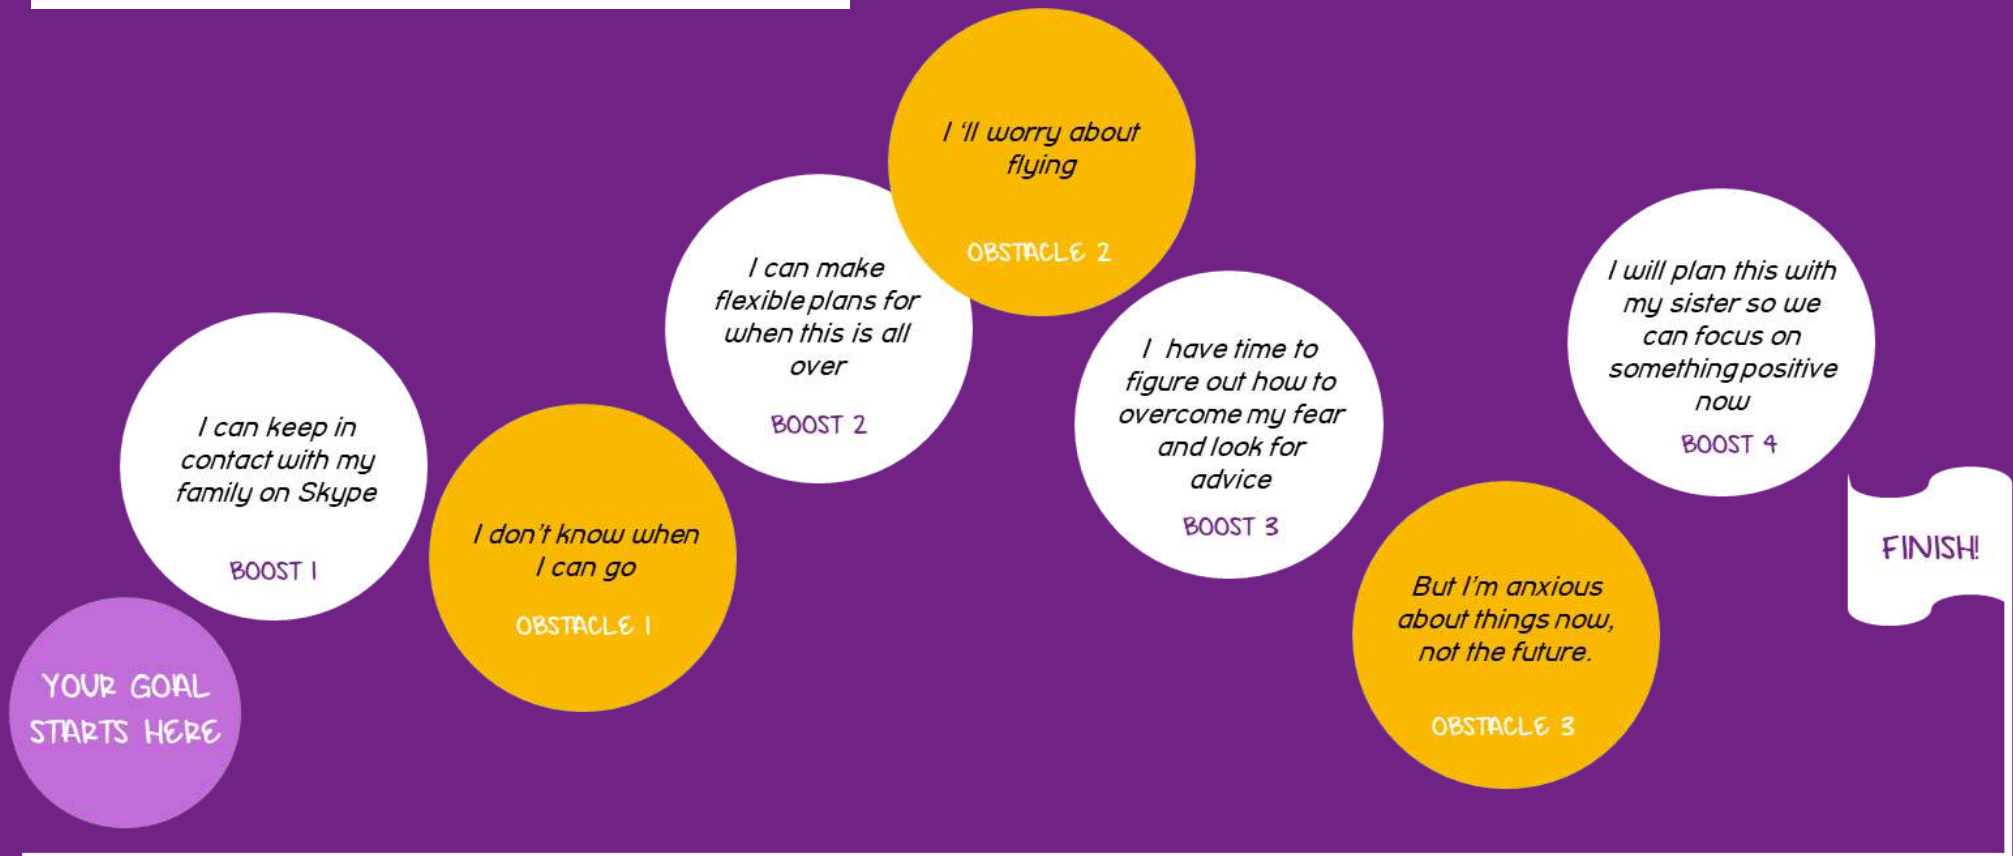 YOUR GOAL
STARTS HERE
I can keep in
contact with my
family on Skype
BOOST 1
I don't know when
I can go
OBSTACLE 1
I can make
flexible plans for
when this is all
over
BOOST 2
I 'll worry about
flying
OBSTACLE 2
I have time to
figure out how to
overcome my fear
and look for
advice
BOOST 3
But I'm anxious
about things now,
not the future.
OBSTACLE 3
I will plan this with
my sister so we
can focus on
something positive
now
BOOST 4
FINISH!